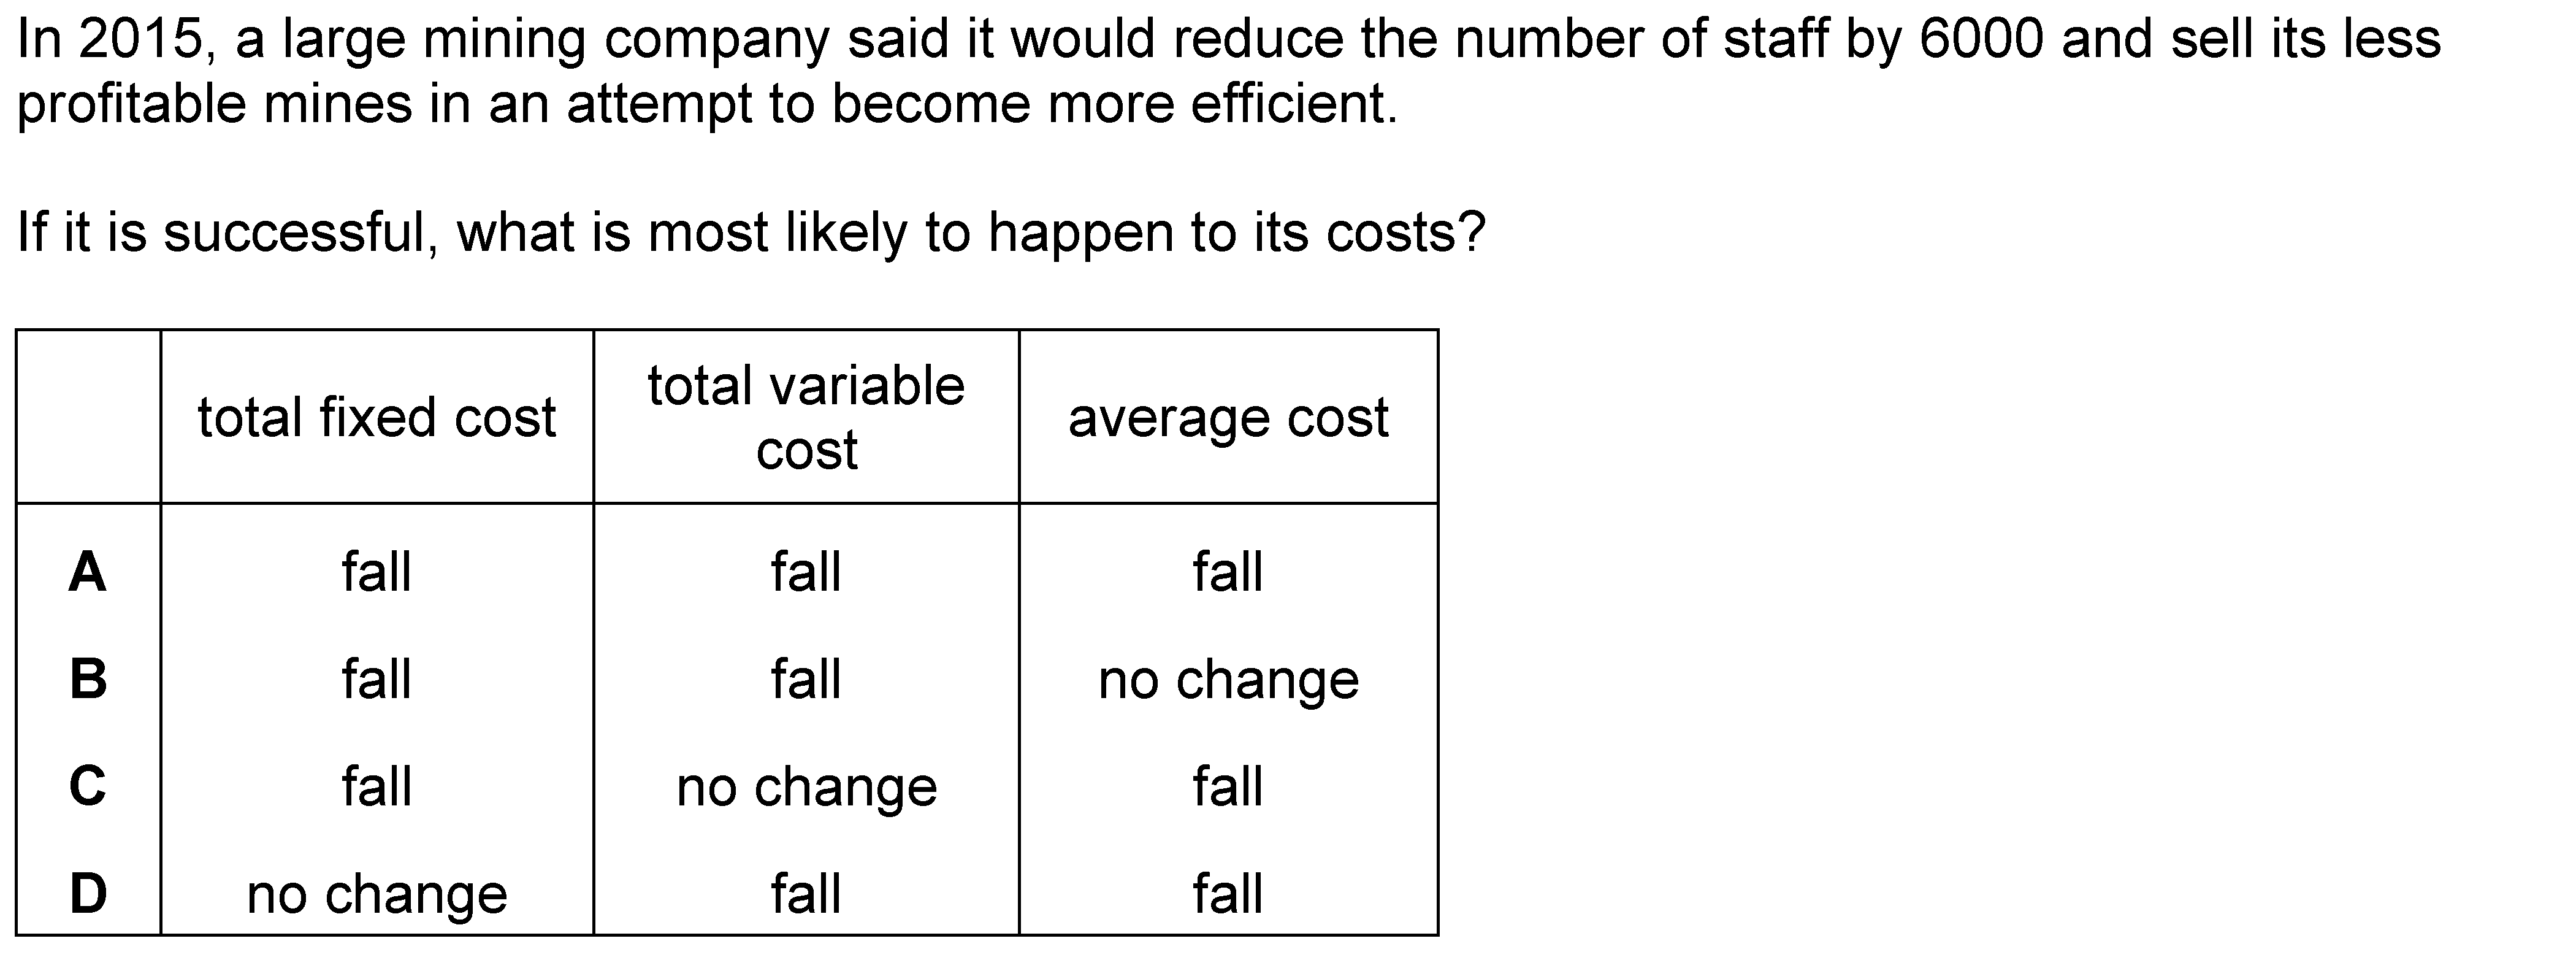 In 2015, a large mining company said it would reduce the number of staff by 6000 and sell its less
profitable mines in an attempt to become more efficient.
If it is successful, what is most likely to happen to its costs?
total fixed cost total variable cost average cost
A fall fall fall
B fall fall no change
C fall no change fall
D no change fall fall